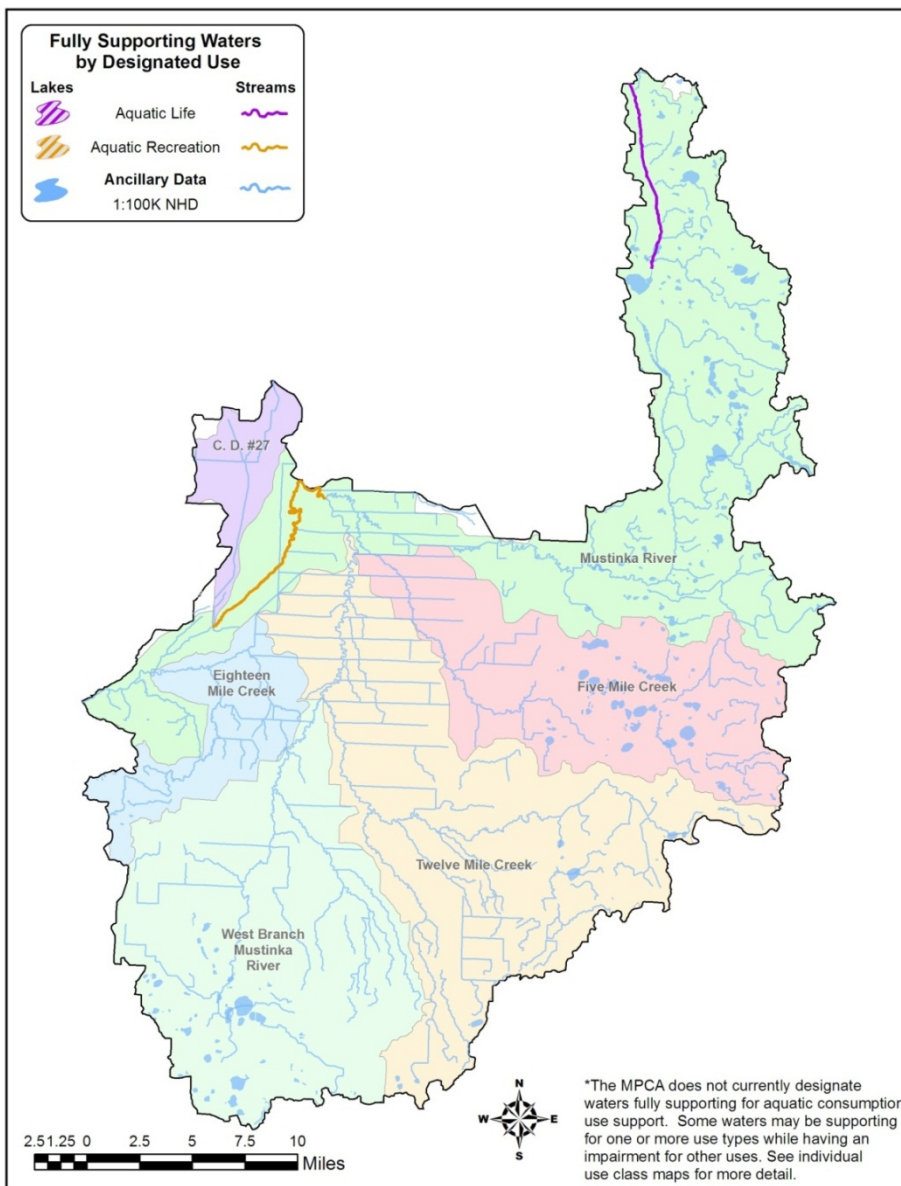 Fully Supporting Waters
by Designated Use
Lakes
Streams
Aquatic Life
Aquatic Recreation
Ancillary Data
1:100K NHD
C. D. #27
Mustinka River
Eighteen
Mile Creek
Five Mile Creek
Twelve Mile Creek
West Branch
Mustinka
River
2.5 1.25 0 2.5 5 7.5 10
Miles
N
W E
S
*The MPCA does not currently designate
waters fully supporting for aquatic consumption
use support. Some waters may be supporting
for one or more use types while having an
impairment for other uses. See individual
use class maps for more detail.